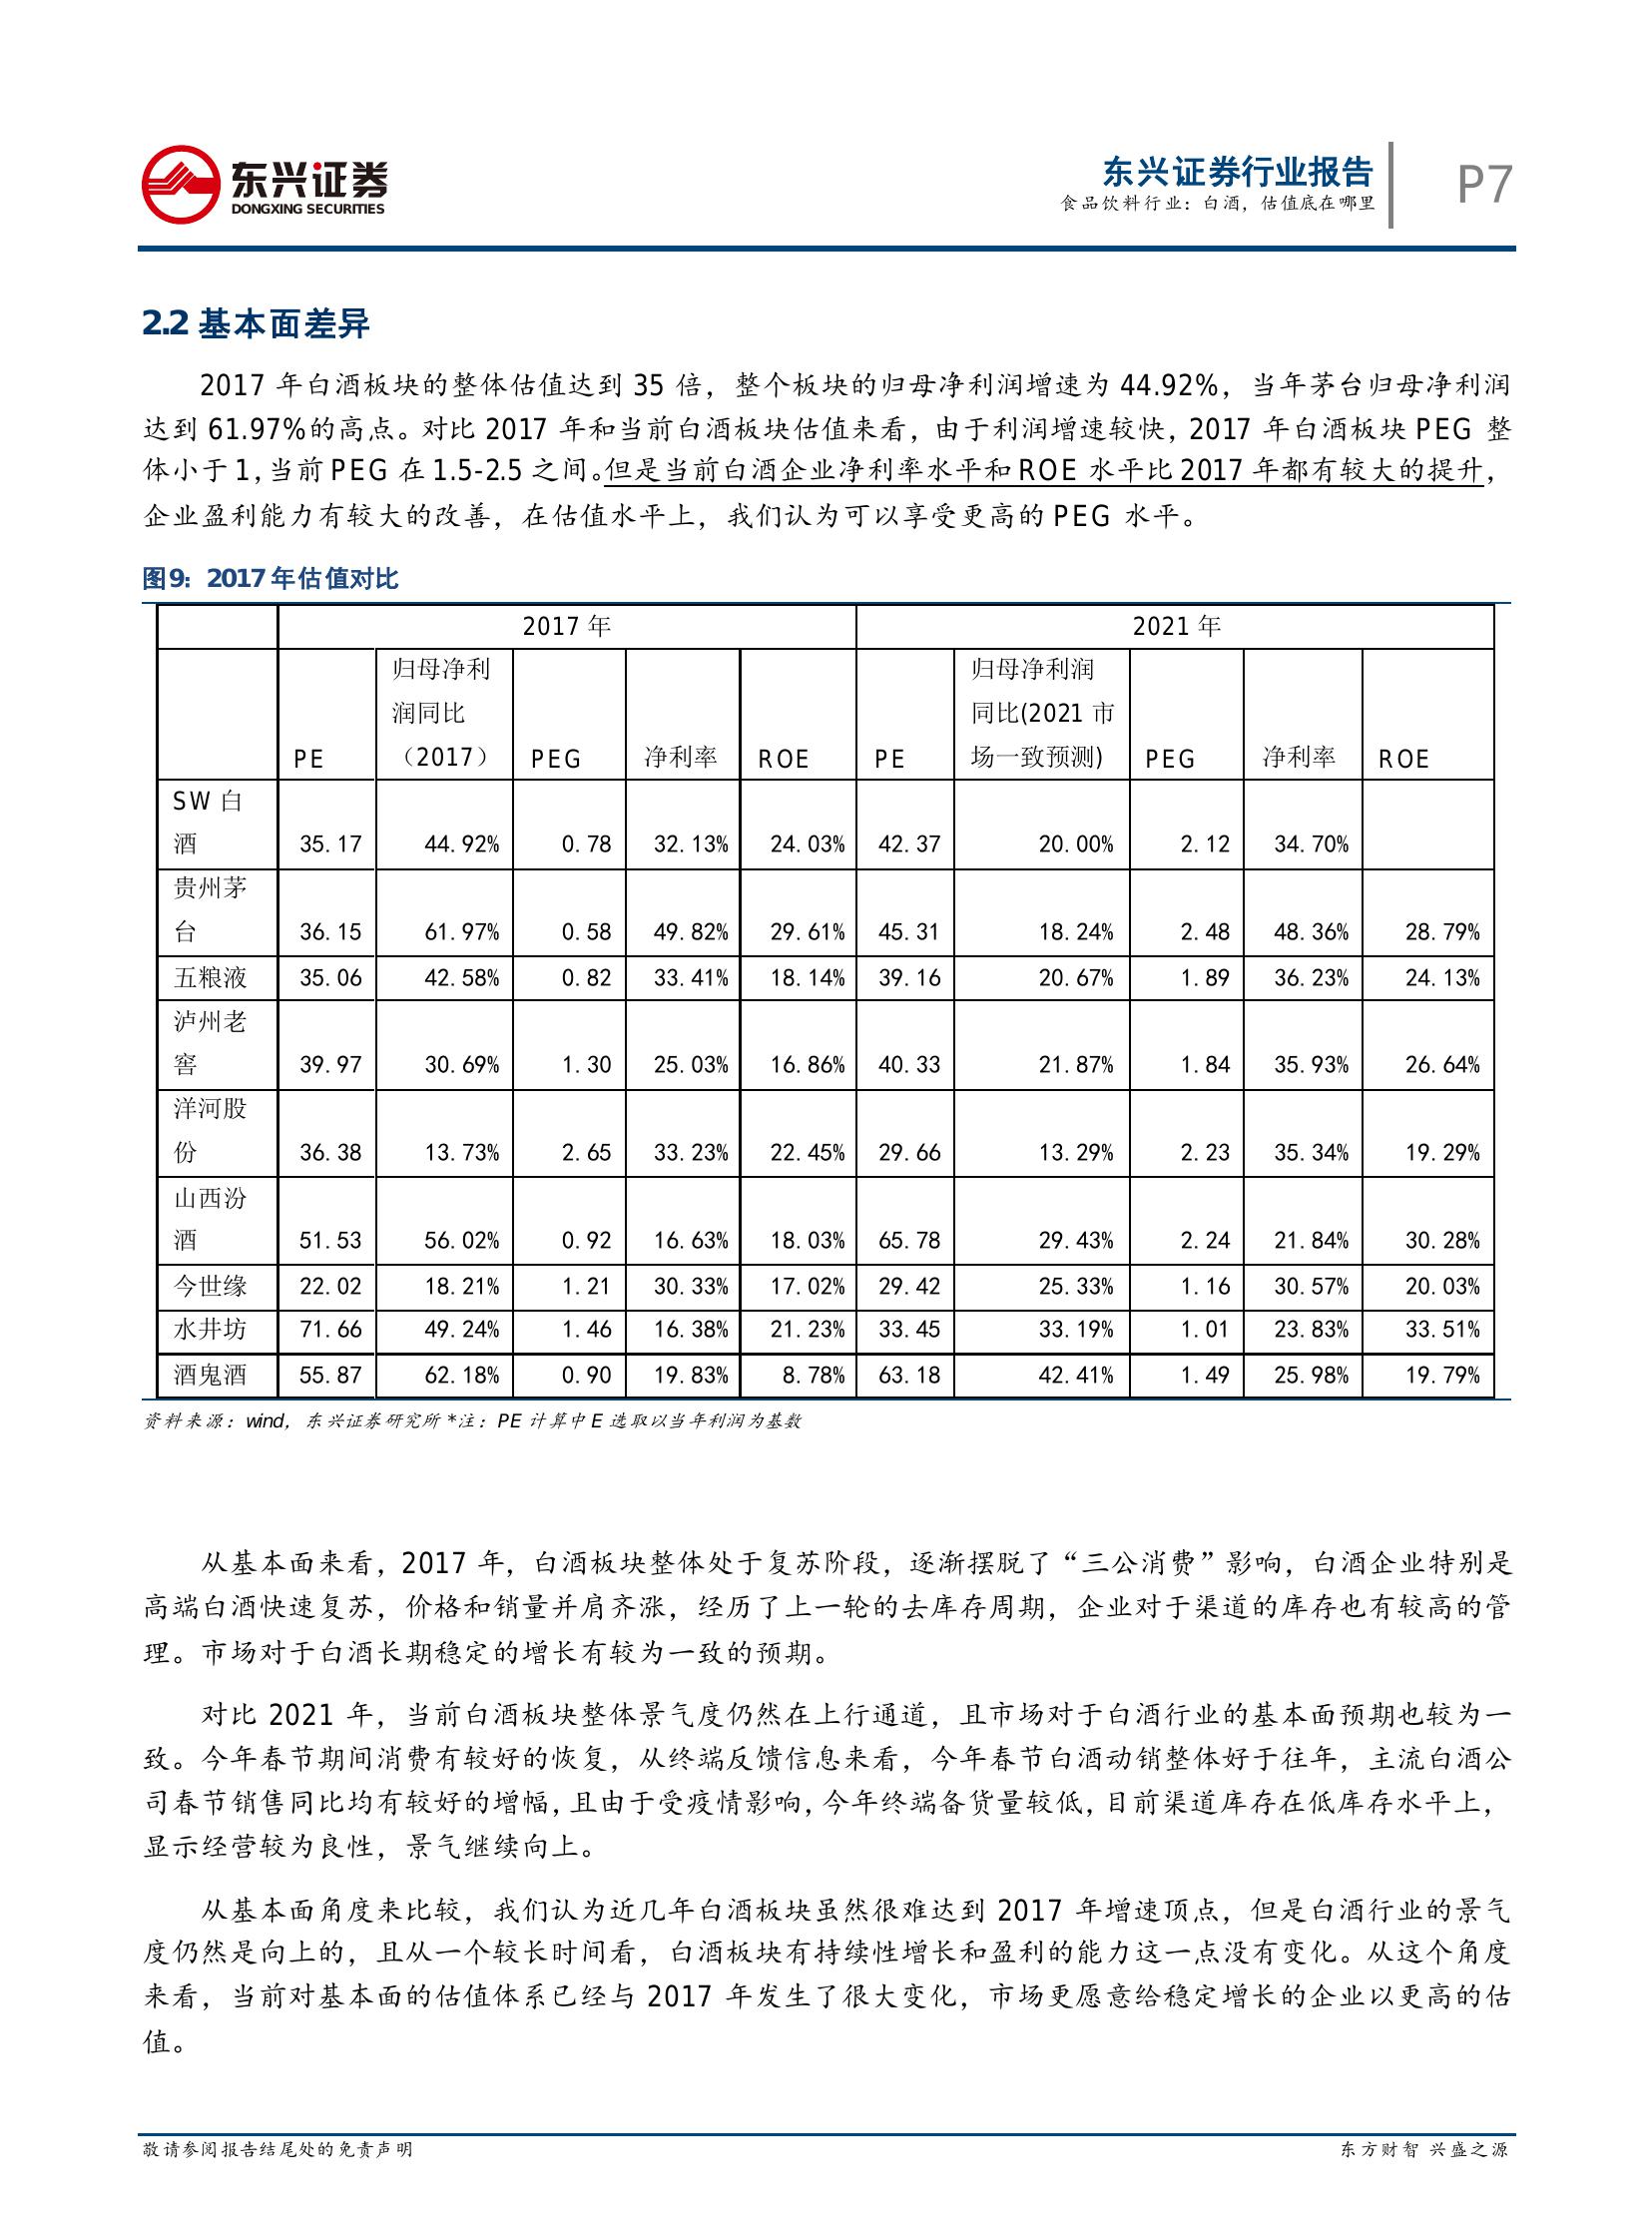 东兴证券
DONGXING SECURITIES
东兴证券行业报告
食品饮料行业：白酒，估值底在哪里
P7
2.2 基本面差异
2017 年白酒板块的整体估值达到 35 倍，整个板块的归母净利润增速为 44.92%，当年茅台归母净利润
达到 61.97%的高点。对比 2017 年和当前白酒板块估值来看，由于利润增速较快，2017 年白酒板块 PEG 整
体小于 1，当前 PEG 在 1.5-2.5 之间。但是当前白酒企业净利率水平和 ROE 水平比 2017 年都有较大的提升，
企业盈利能力有较大的改善，在估值水平上，我们认为可以享受更高的 PEG 水平。
图9：2017 年估值对比
2017 年 2021 年
归母净利 归母净利润
润同比 同比(2021 市
PE （2017） PEG 净利率 ROE PE 场一致预测) PEG 净利率 ROE
SW 白
酒 35.17 44.92% 0.78 32.13% 24.03% 42.37 20.00% 2.12 34.70%
贵州茅
台 36.15 61.97% 0.58 49.82% 29.61% 45.31 18.24% 2.48 48.36% 28.79%
五粮液 35.06 42.58% 0.82 33.41% 18.14% 39.16 20.67% 1.89 36.23% 24.13%
泸州老
窖 39.97 30.69% 1.30 25.03% 16.86% 40.33 21.87% 1.84 35.93% 26.64%
洋河股
份 36.38 13.73% 2.65 33.23% 22.45% 29.66 13.29% 2.23 35.34% 19.29%
山西汾
酒 51.53 56.02% 0.92 16.63% 18.03% 65.78 29.43% 2.24 21.84% 30.28%
今世缘 22.02 18.21% 1.21 30.33% 17.02% 29.42 25.33% 1.16 30.57% 20.03%
水井坊 71.66 49.24% 1.46 16.38% 21.23% 33.45 33.19% 1.01 23.83% 33.51%
酒鬼酒 55.87 62.18% 0.90 19.83% 8.78% 63.18 42.41% 1.49 25.98% 19.79%
资料来源：wind，东兴证券研究所 *注：PE 计算中 E 选取以当年利润为基数
从基本面来看，2017 年，白酒板块整体处于复苏阶段，逐渐摆脱了“三公消费”影响，白酒企业特别是
高端白酒快速复苏，价格和销量并肩齐涨，经历了上一轮的去库存周期，企业对于渠道的库存也有较高的管
理。市场对于白酒长期稳定的增长有较为一致的预期。
对比 2021 年，当前白酒板块整体景气度仍然在上行通道，且市场对于白酒行业的基本面预期也较为一
致。今年春节期间消费有较好的恢复，从终端反馈信息来看，今年春节白酒动销整体好于往年，主流白酒公
司春节销售同比均有较好的增幅，且由于受疫情影响，今年终端备货量较低，目前渠道库存在低库存水平上，
显示经营较为良性，景气继续向上。
从基本面角度来比较，我们认为近几年白酒板块虽然很难达到 2017 年增速顶点，但是白酒行业的景气
度仍然是向上的，且从一个较长时间看，白酒板块有持续性增长和盈利的能力这一点没有变化。从这个角度
来看，当前对基本面的估值体系已经与 2017 年发生了很大变化，市场更愿意给稳定增长的企业以更高的估
值。
敬请参阅报告结尾处的免责声明
东方财智 兴盛之源